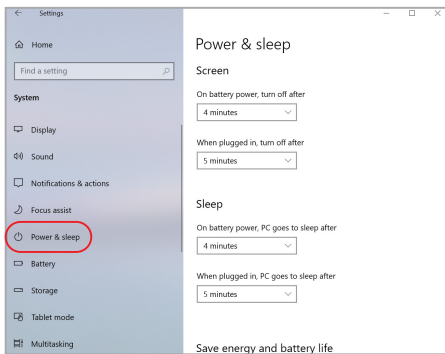 Settings
Home
Find a setting
System
Display
Sound
Notifications & actions
Focus assist
Power & sleep
Battery
Storage
Tablet mode
Multitasking
Power & sleep
Screen
On battery power, turn off after
4 minutes
When plugged in, turn off after
5 minutes
Sleep
On battery power, PC goes to sleep after
4 minutes
When plugged in, PC goes to sleep after
5 minutes
Save energy and battery life